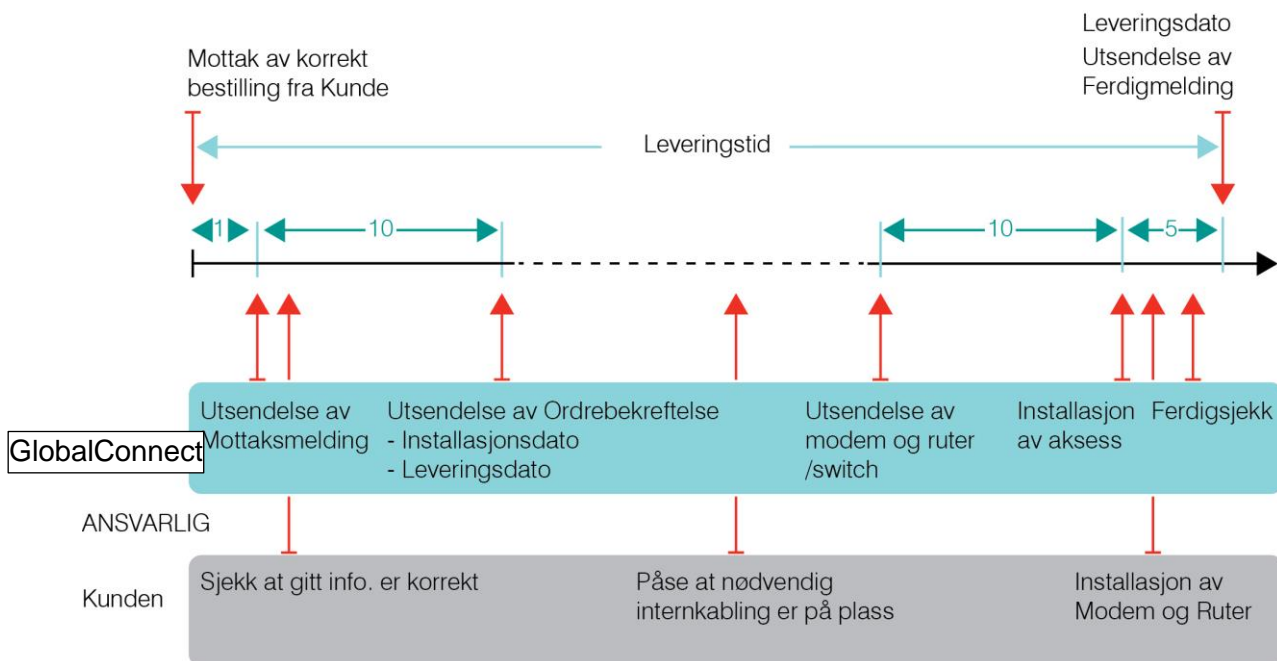 Leveringsdato
Mottak av korrekt
bestilling fra Kunde
Utsendelse av
Ferdigmelding
Leveringstid
1
10
10
5
Utsendelse av
Mottaksmelding
Utsendelse av Ordrebekreftelse
- Installasjonsdato
- Leveringsdato
Utsendelse av
modem og ruter
/switch
Installasjon
av aksess
Ferdigsjekk
GlobalConnect
ANSVARLIG
Kunden
Sjekk at gitt info. er korrekt
Påse at nødvendig
internkabling er på plass
Installasjon av
Modem og Ruter